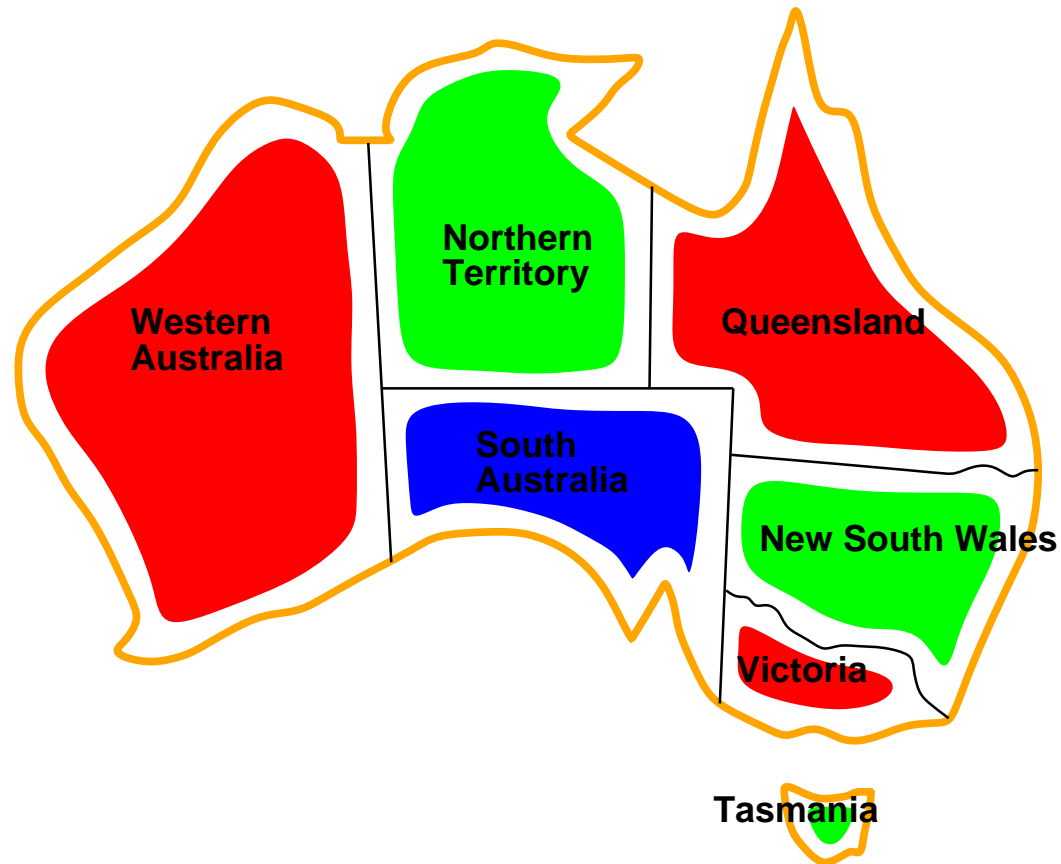 Northern
Territory
Western
Australia
Queensland
South
Australia
New South Wales
Victoria
Tasmania